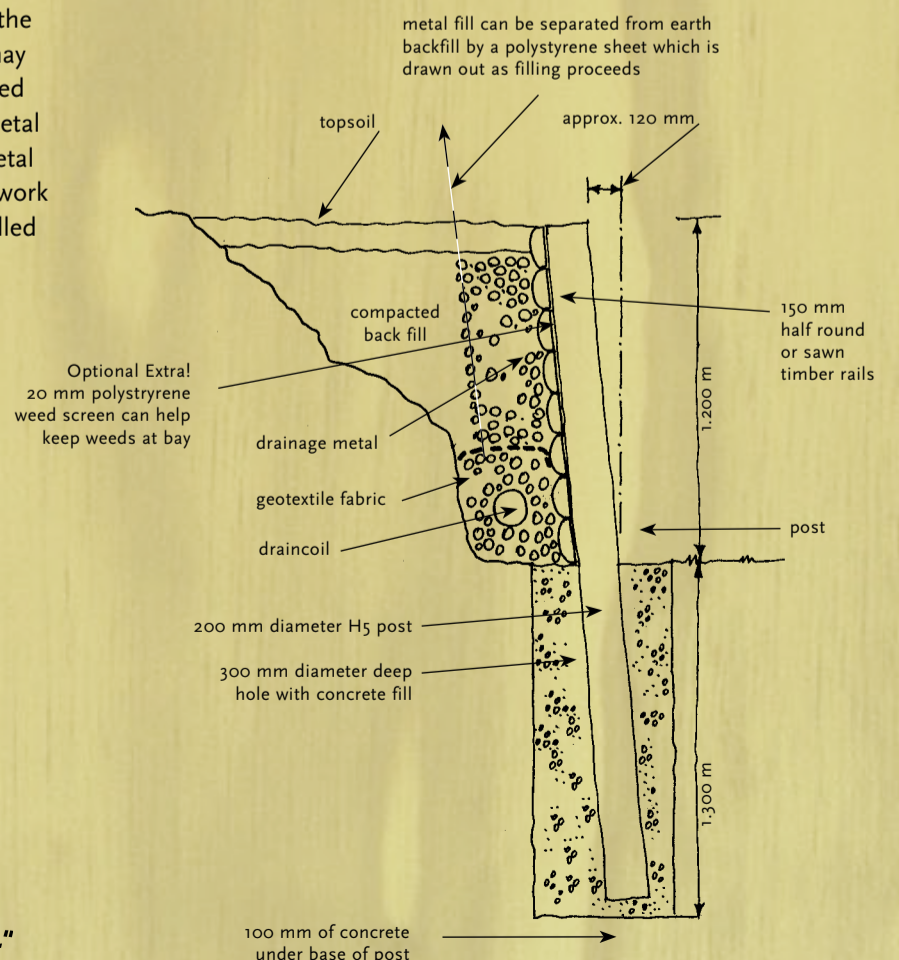 the
ay
ed
etal
etal
work
lled
metal fill can be separated from earth
backfill by a polystyrene sheet which is
drawn out as filling proceeds
topsoil
approx. 120 mm
compacted
back fill
150 mm
half round
or sawn
timber rails
Optional Extra!
20 mm polystryrene
weed screen can help
keep weeds at bay
1.200 m
drainage metal
geotextile fabric
post
draincoil
200 mm diameter H5 post
300 mm diameter deep
hole with concrete fill
1.300 m
."
100 mm of concrete
under base of post